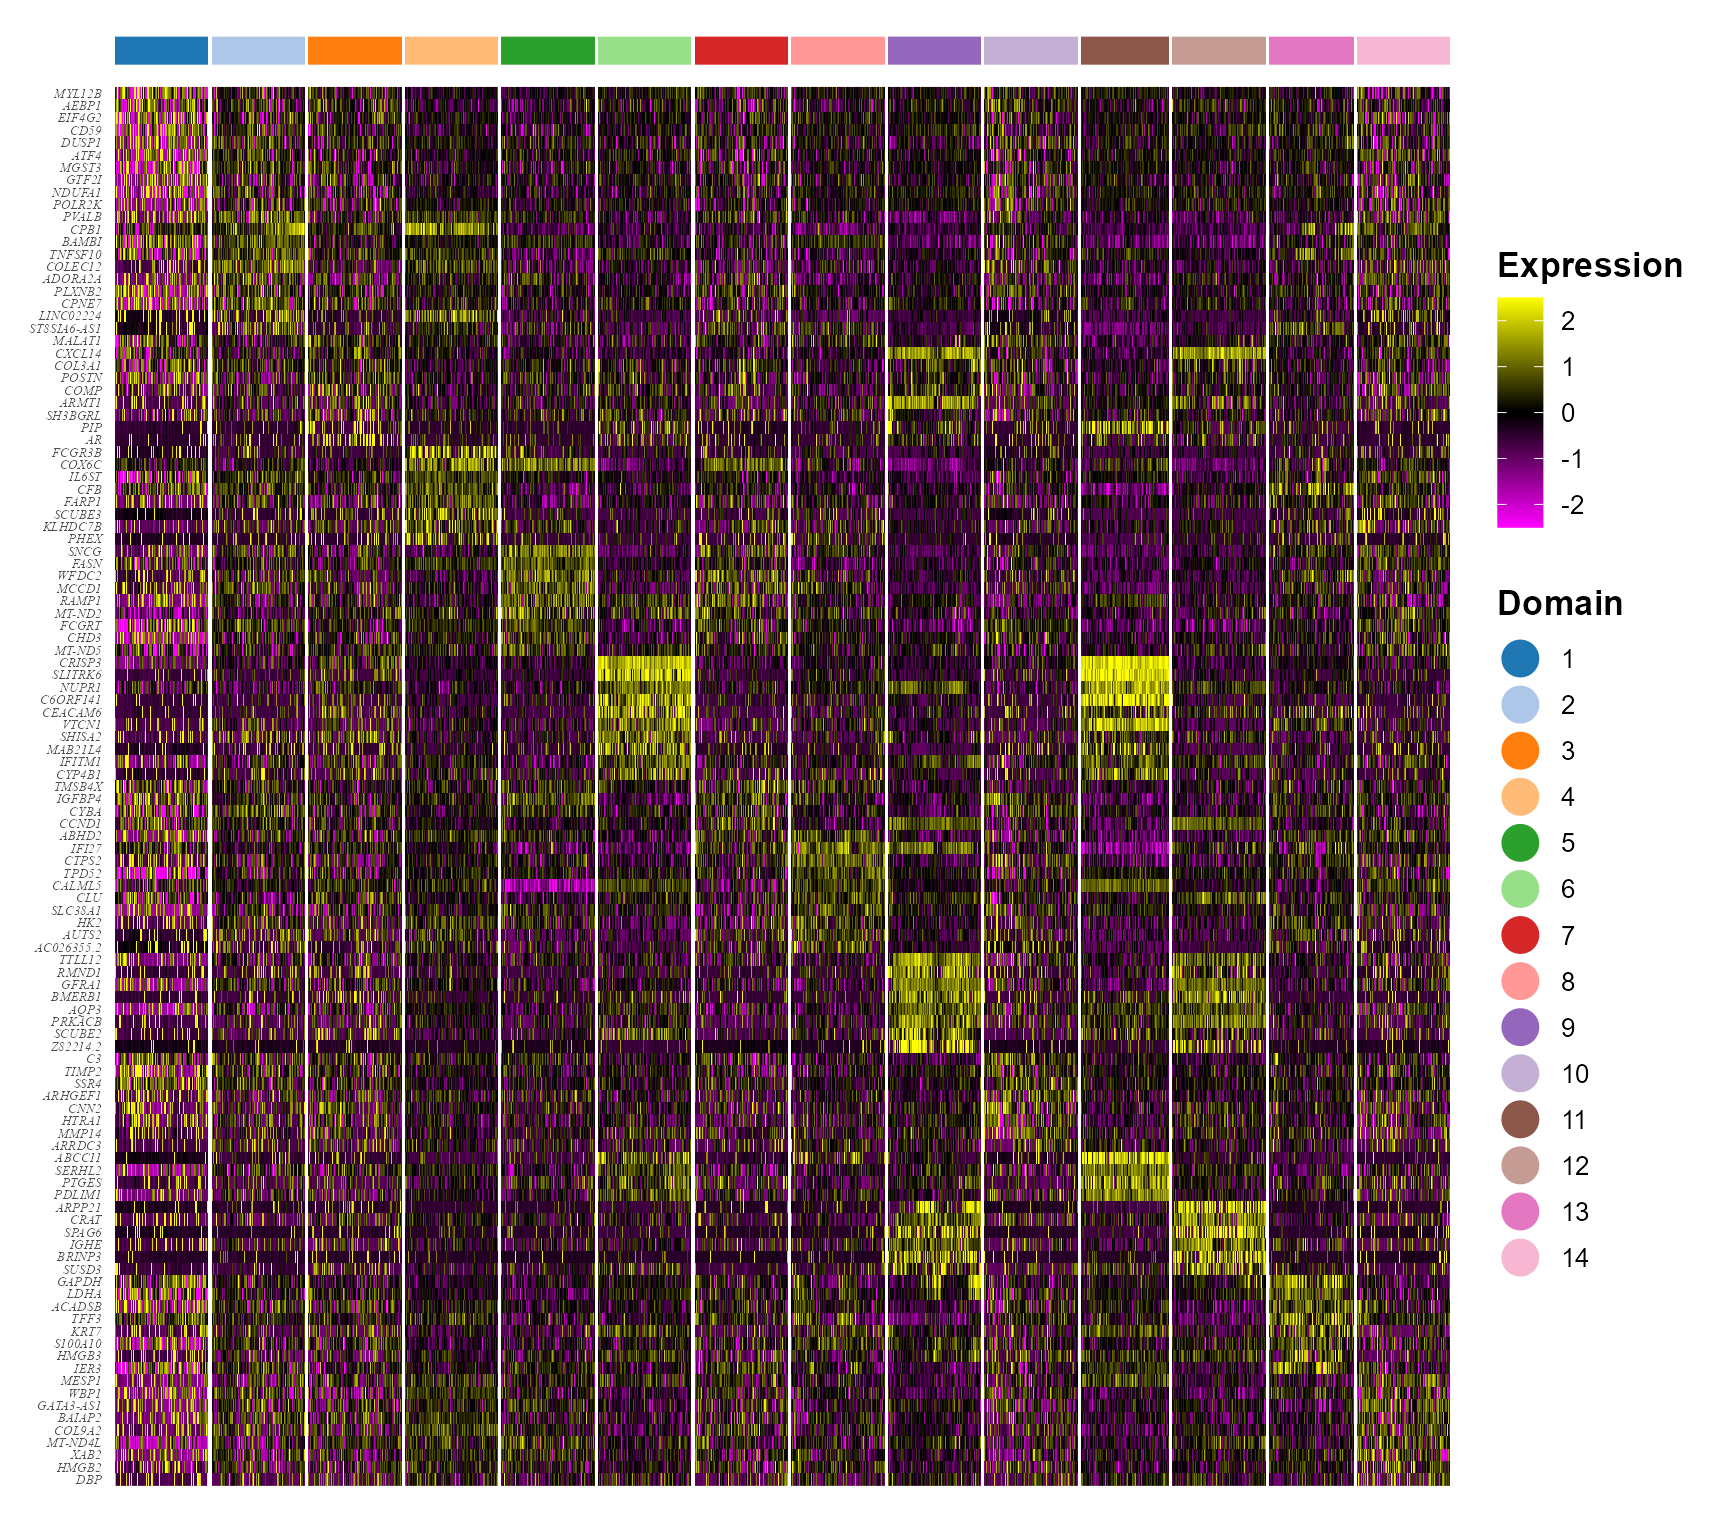 MYL12B
AEBP1
EIF4G2
CD59
DUSP1
ATF4
MGST3
GTF2I
NDUFA1
POLR2K
PVALB
CPB1
BAMBI
TNFSF10
COLEC12
ADORA2A
PLXNB2
CPNE7
LINC02224
ST8SIA6-AS1
MALAT1
CXCL14
COL3A1
POSTN
COMP
ARMT1
SH3BGRL
PIP
AR
FCGR3B
COX6C
IL6ST
CFB
FARP1
SCUBE3
KLHDC7B
PHEX
SNCG
FASN
WFDC2
MCCD1
RAMP1
MT-ND2
FCGRT
CHD3
MT-ND5
CRISP3
SLITRK6
NUPR1
C6ORF141
CEACAM6
VTCN1
SHISA2
MAB21L4
IFITM1
CYP4B1
TMSB4X
IGFBP4
CYBA
CCND1
ABHD2
IFI27
CTPS2
TPD52
CALML5
CLU
SLC38A1
HK2
AUTS2
AC026355.2
TTLL12
RMND1
GFRA1
BMERB1
AQP3
PRKACB
SCUBE2
Z82214.2
C3
TIMP2
SSR4
ARHGEF1
CNN2
HTRA1
MMP14
ARRDC3
ABCC11
SERHL2
PTGES
PDLIM1
ARPP21
CRAT
SPAG6
IGHE
BRINP3
SUSD3
GAPDH
LDHA
ACADSB
TFF3
KRT7
S100A10
HMGB3
IER3
MESP1
WBP1
GATA3-AS1
BAIAP2
COL9A2
MT-ND4L
XAB2
HMGB2
DBP
Expression
2
1
0
-1
-2
Domain
1
2
3
4
5
6
7
8
9
10
11
12
13
14